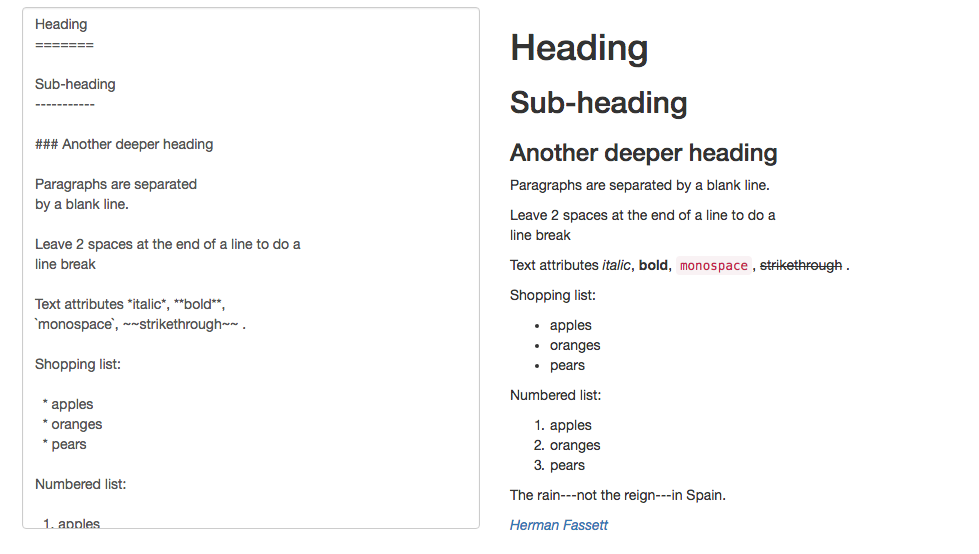 Heading
=======
Sub-heading
-----------
### Another deeper heading
Paragraphs are separated
by a blank line.
Leave 2 spaces at the end of a line to do a
line break
Text attributes *italic*, **bold**,
`monospace`, ~~strikethrough~~ .
Shopping list:
* apples
* oranges
* pears
Numbered list:
1. apples
Heading
Sub-heading
Another deeper heading
Paragraphs are separated by a blank line.
Leave 2 spaces at the end of a line to do a
line break
Text attributes italic, bold, monospace, strikethrough .
Shopping list:
• apples
• oranges
• pears
Numbered list:
1. apples
2. oranges
3. pears
The rain---not the reign---in Spain.
Herman Fassett